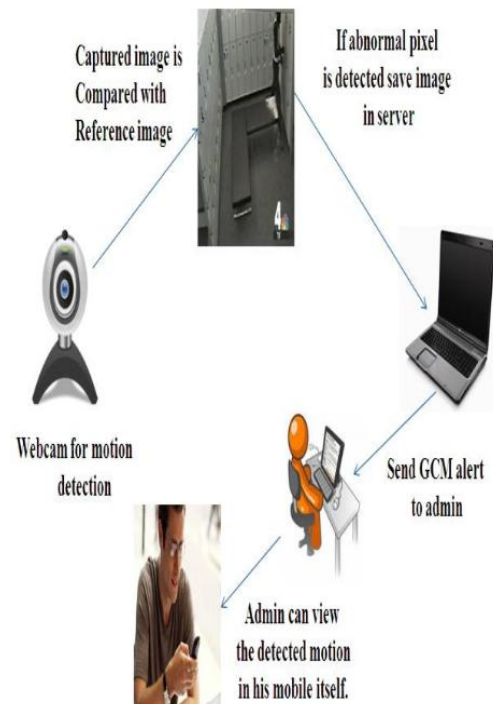 Captured image is
Compared with
Reference image
If abnormal pixel
is detected save image
in server
4
Webcam for motion
detection
Send GCM alert
to admin
Admin can view
the detected motion
in his mobile itself.